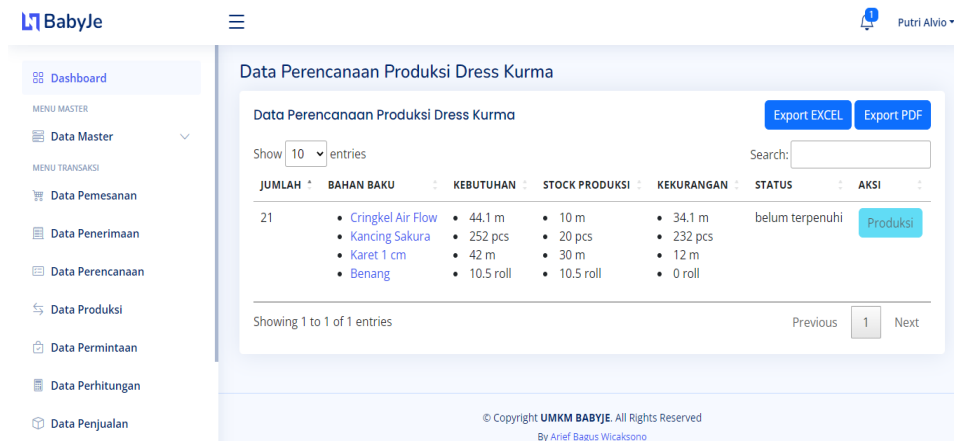 BabyJe
1
Putri Alvio
Dashboard
MENU MASTER
Data Master
MENU TRANSAKSI
Data Pemesanan
Data Penerimaan
Data Perencanaan
Data Produksi
Data Permintaan
Data Perhitungan
Data Penjualan
Data Perencanaan Produksi Dress Kurma
Data Perencanaan Produksi Dress Kurma
Export EXCEL Export PDF
Show 10 entries
Search:
JUMLAH BAHAN BAKU KEBUTUHAN STOCK PRODUKSI KEKURANGAN STATUS AKSI
21 • Cringkel Air Flow • 44.1 m • 10 m • 34.1 m belum terpenuhi Produksi
• Kancing Sakura • 252 pcs • 20 pcs • 232 pcs
• Karet 1 cm • 42 m • 30 m • 12 m
• Benang • 10.5 roll • 10.5 roll • 0 roll
Showing 1 to 1 of 1 entries
Previous 1 Next
© Copyright UMKM BABYJE. All Rights Reserved
By Arief Bagus Wicaksono